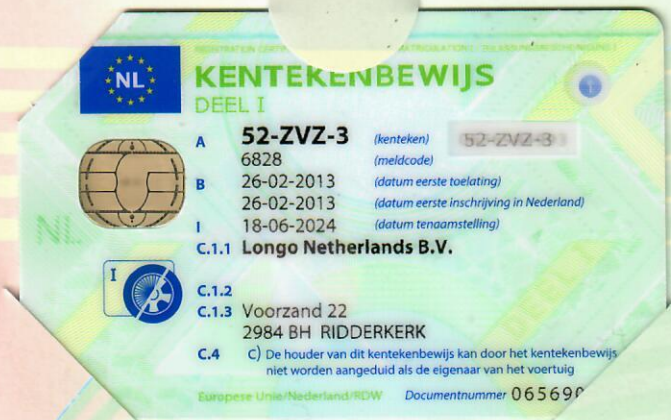 NL
KENTEKENBEWIJS
DEEL I
A 52-ZVZ-3 (kenteken) 52-ZVZ-3
6828 (meldcode)
B 26-02-2013 (datum eerste toelating)
26-02-2013 (datum eerste inschrijving in Nederland)
I 18-06-2024 (datum tenaamstelling)
NL
C.1.1 Longo Netherlands B.V.
I
C.1.2
C.1.3 Voorzand 22
2984 BH RIDDERKERK
C.4 C) De houder van dit kentekenbewijs kan door het kentekenbewijs
niet worden aangeduid als de eigenaar van het voertuig
Europese Unie/Nederland/RDW Documentnummer 065690